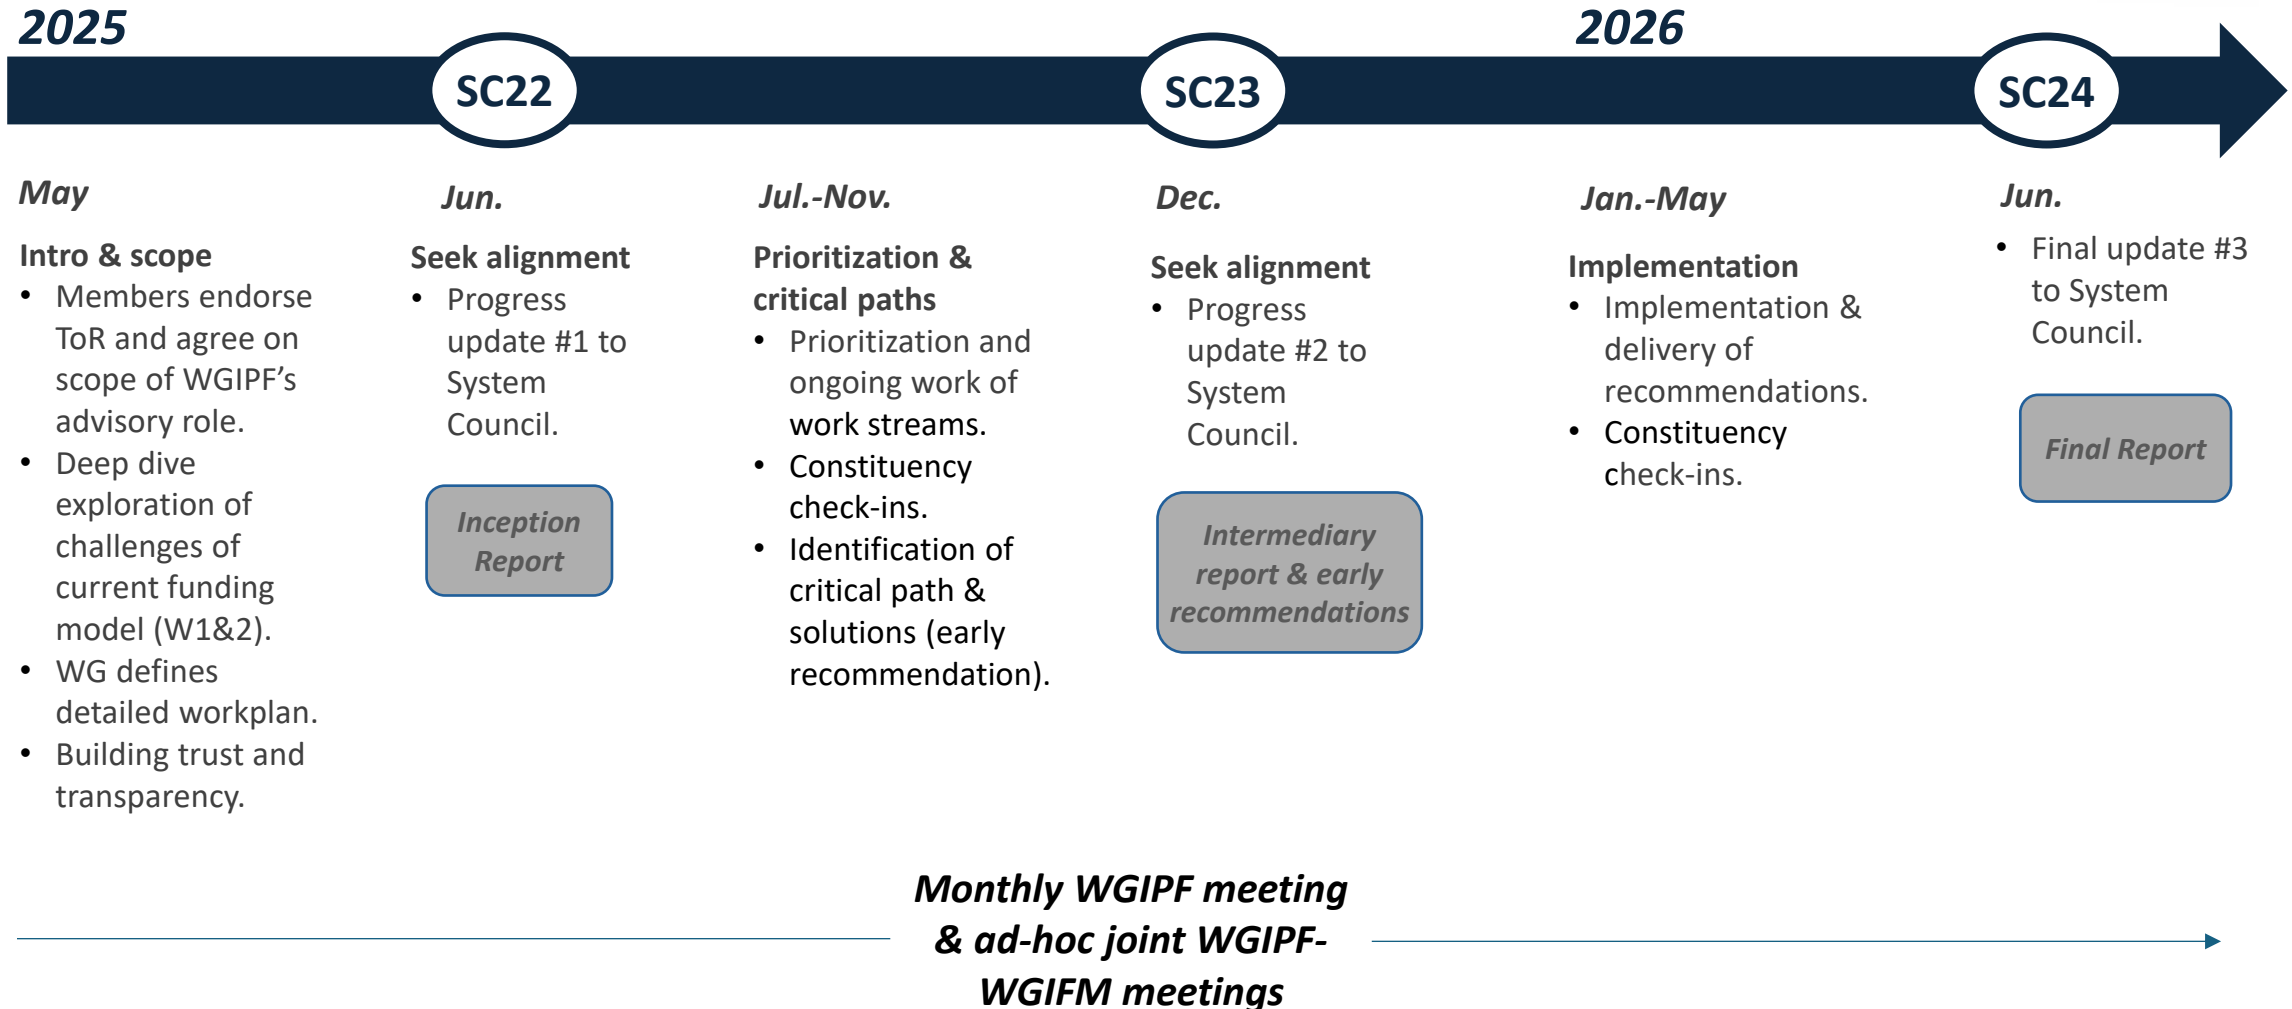 2025
2026
SC22
SC23
SC24
May
Intro & scope
• Members endorse
ToR and agree on
scope of WGIPF’s
advisory role.
• Deep dive
exploration of
challenges of
current funding
model (W1&2).
• WG defines
detailed workplan.
• Building trust and
transparency.
Jun.
Seek alignment
• Progress
update #1 to
System
Council.
Inception
Report
Jul.-Nov.
Prioritization &
critical paths
• Prioritization and
ongoing work of
work streams.
• Constituency
check-ins.
• Identification of
critical path &
solutions (early
recommendation).
Dec.
Seek alignment
• Progress
update #2 to
System
Council.
Intermediary
report & early
recommendations
Jan.-May
Implementation
• Implementation &
delivery of
recommendations.
• Constituency
check-ins.
Jun.
• Final update #3
to System
Council.
Final Report
Monthly WGIPF meeting
& ad-hoc joint WGIPF-
WGIFM meetings